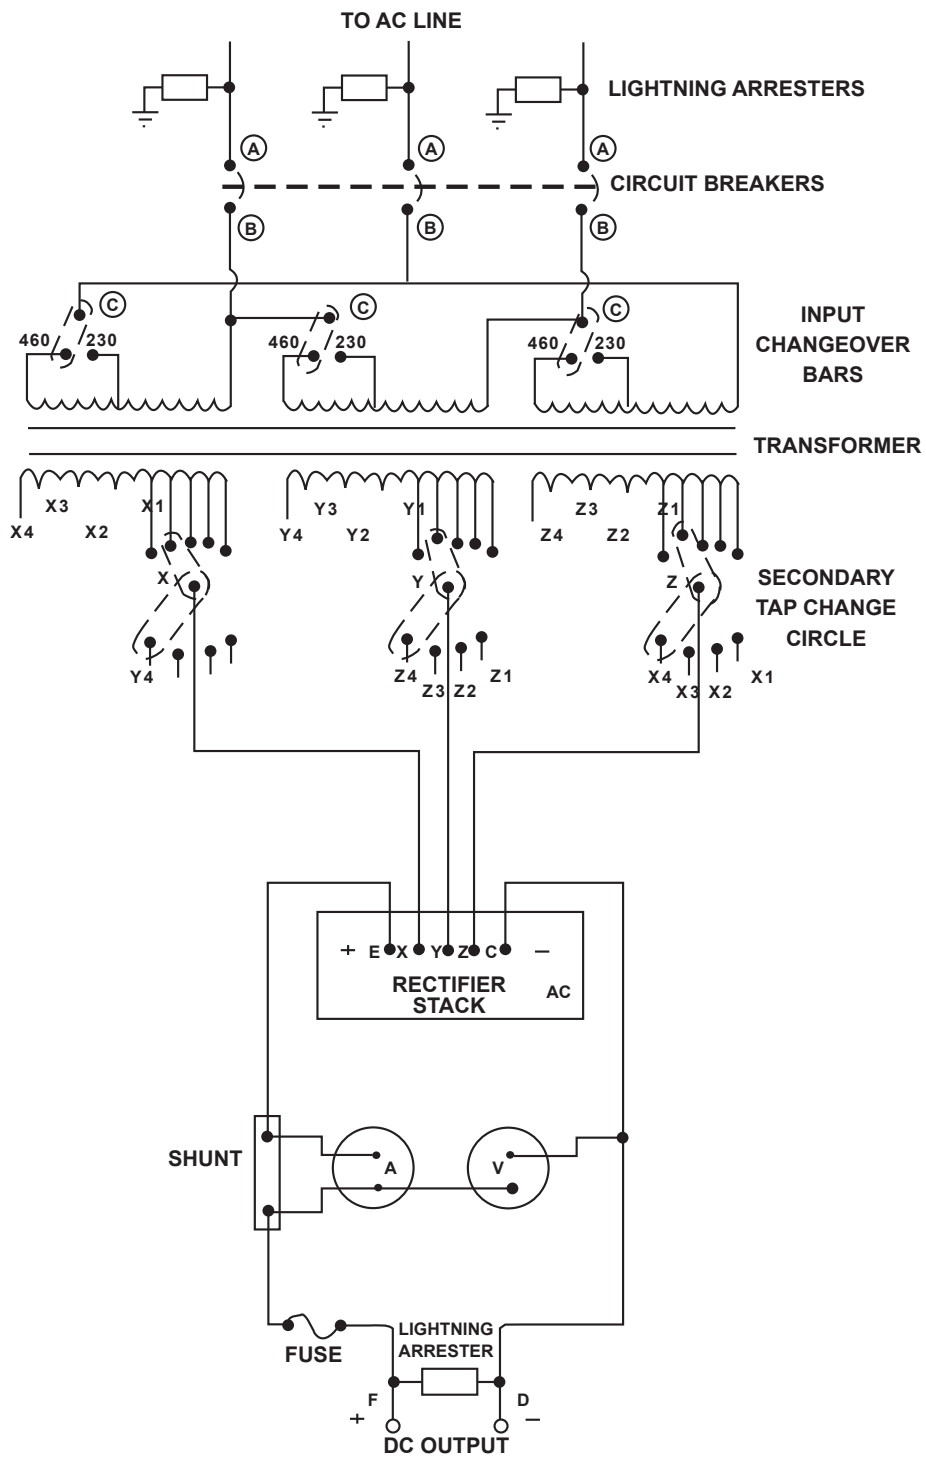 TO AC LINE
LIGHTNING ARRESTERS
A A A
CIRCUIT BREAKERS
B B B
C C C
INPUT
CHANGEOVER
BARS
460 230 460 230 460 230
TRANSFORMER
X3 X1 Y3 Y1 Z3 Z1
X4 X2 Y4 Y2 Z4 Z2
X Y Z
SECONDARY
TAP CHANGE
CIRCLE
Y4 Z4 Z1 X4 X1
Z3 Z2 X3 X2
+ E X Y Z C −
RECTIFIER
STACK
AC
SHUNT
A V
FUSE
LIGHTNING
ARRESTER
F D
+ −
DC OUTPUT